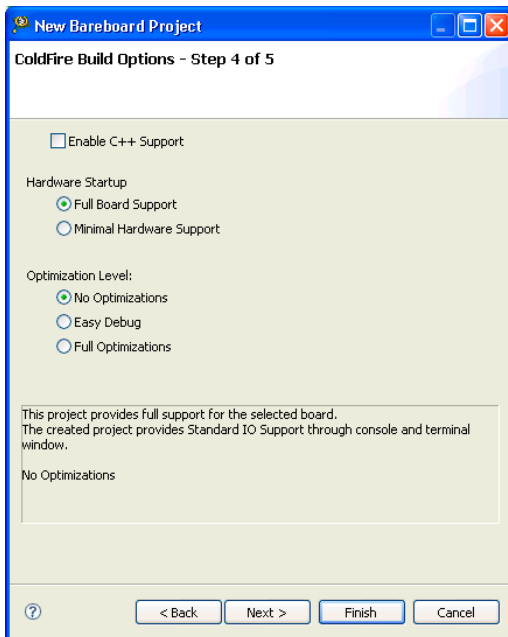 New Bareboard Project
ColdFire Build Options - Step 4 of 5
Enable C++ Support
Hardware Startup
Full Board Support
Minimal Hardware Support
Optimization Level:
No Optimizations
Easy Debug
Full Optimizations
This project provides full support for the selected board.
The created project provides Standard IO Support through console and terminal
window.
No Optimizations
?
< Back
Next >
Finish
Cancel